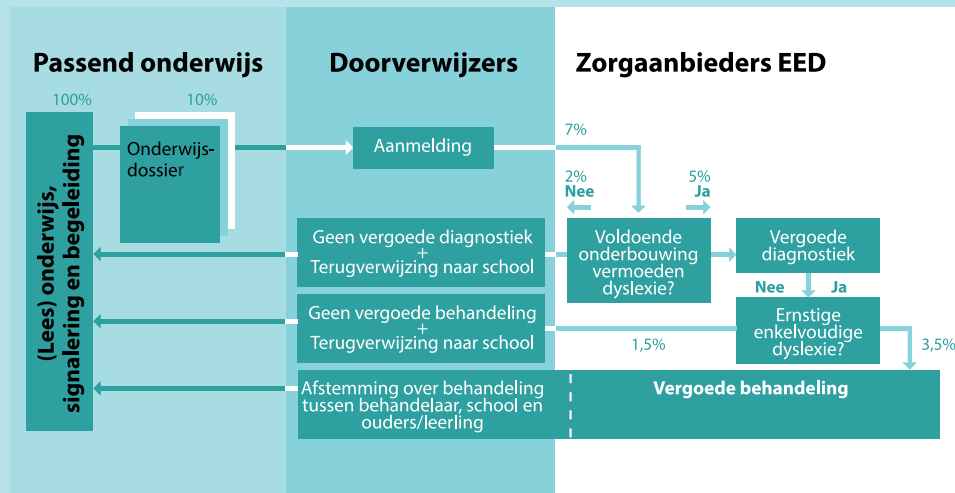 Passend onderwijs
Doorverwijzers
Zorgaanbieders EED
100%
10%
(Lees) onderwijs,
signalering en begeleiding
Onderwijs-
dossier
Aanmelding
7%
2%
Nee
5%
Ja
Geen vergoede diagnostiek
+
Terugverwijzing naar school
Voldoende
onderbouwing
vermoeden
dyslexie?
Vergoede
diagnostiek
Nee
Ja
Geen vergoede behandeling
+
Terugverwijzing naar school
Ernstige
enkelvoudige
dyslexie?
1,5%
3,5%
Afstemming over behandeling
tussen behandelaar, school en
ouders/leerling
Vergoede behandeling